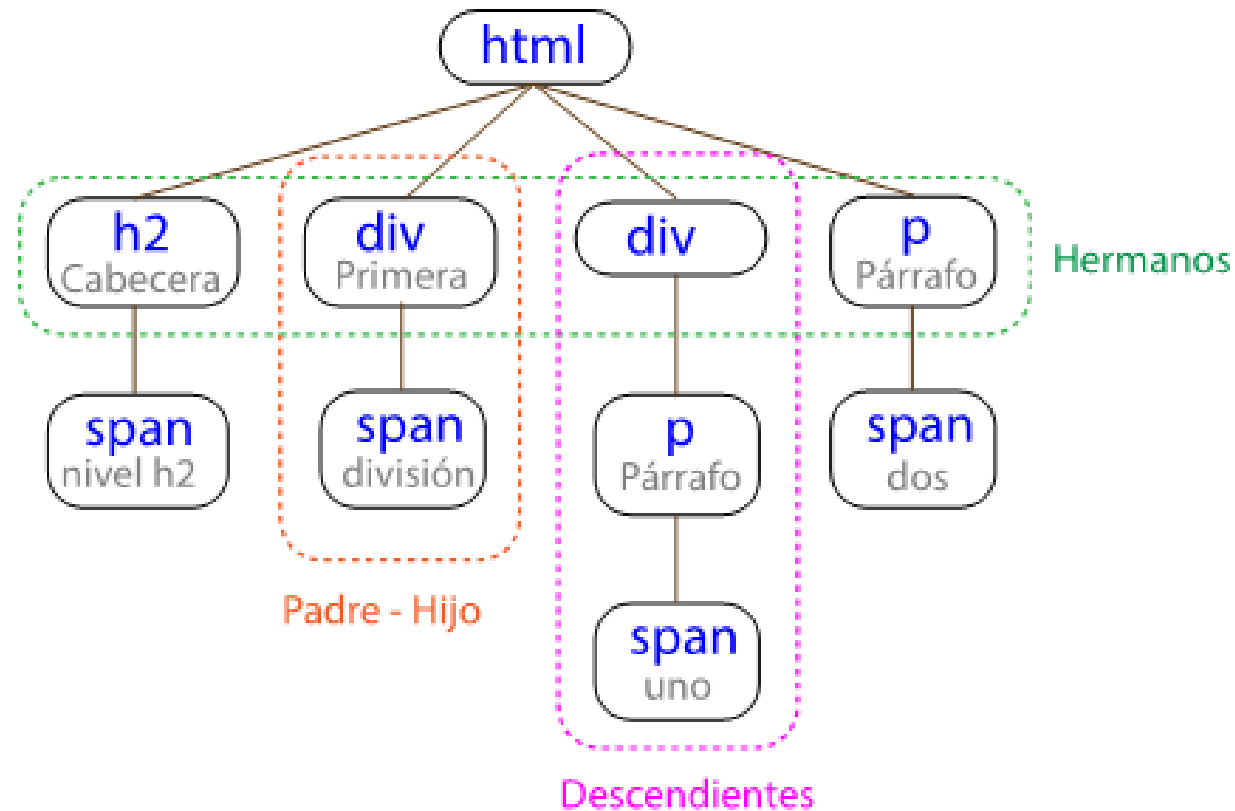 html
h2
Cabecera
div
Primera
div
p
Párrafo
Hermanos
span
nivel h2
span
división
p
Párrafo
span
dos
Padre - Hijo
span
uno
Descendientes